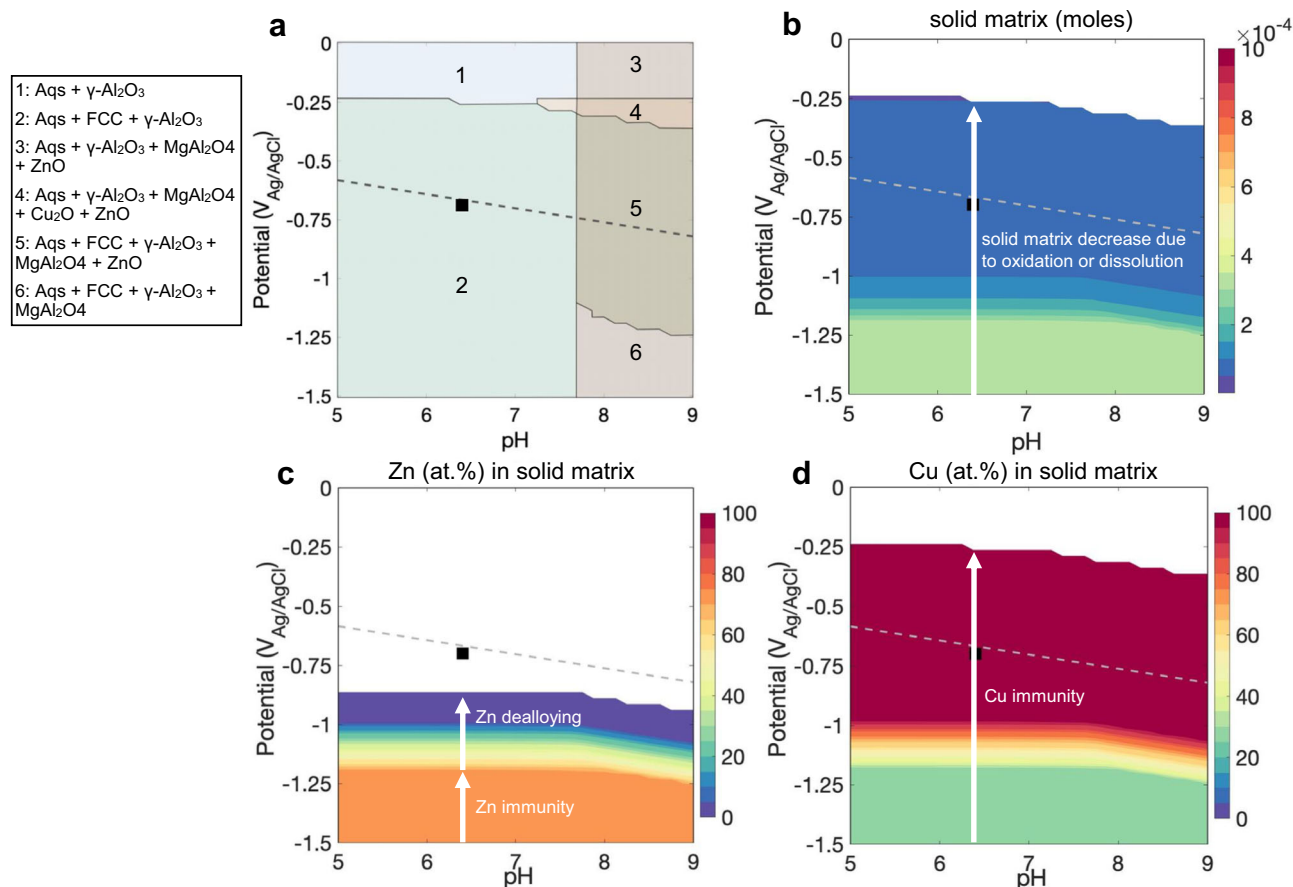 a
b
solid matrix (moles)
×10⁻⁴
1: Aqs + γ-Al₂O₃
2: Aqs + FCC + γ-Al₂O₃
3: Aqs + γ-Al₂O₃ + MgAl₂O4
+ ZnO
4: Aqs + γ-Al₂O₃ + MgAl₂O4
+ Cu₂O + ZnO
5: Aqs + FCC + γ-Al₂O₃ +
MgAl₂O4 + ZnO
6: Aqs + FCC + γ-Al₂O₃ +
MgAl₂O4
Potential (V_Ag/AgCl)
0
-0.25
-0.5
-0.75
-1
-1.25
-1.5
1
3
4
5
2
6
5
6
7
8
9
pH
Potential (V_Ag/AgCl)
0
-0.25
-0.5
-0.75
-1
-1.25
-1.5
solid matrix decrease due
to oxidation or dissolution
5
6
7
8
9
pH
10
8
6
4
2
c
Zn (at.%) in solid matrix
Potential (V_Ag/AgCl)
0
-0.25
-0.5
-0.75
-1
-1.25
-1.5
Zn dealloying
Zn immunity
5
6
7
8
9
pH
100
80
60
40
20
0
d
Cu (at.%) in solid matrix
Potential (V_Ag/AgCl)
0
-0.25
-0.5
-0.75
-1
-1.25
-1.5
Cu immunity
5
6
7
8
9
pH
100
80
60
40
20
0